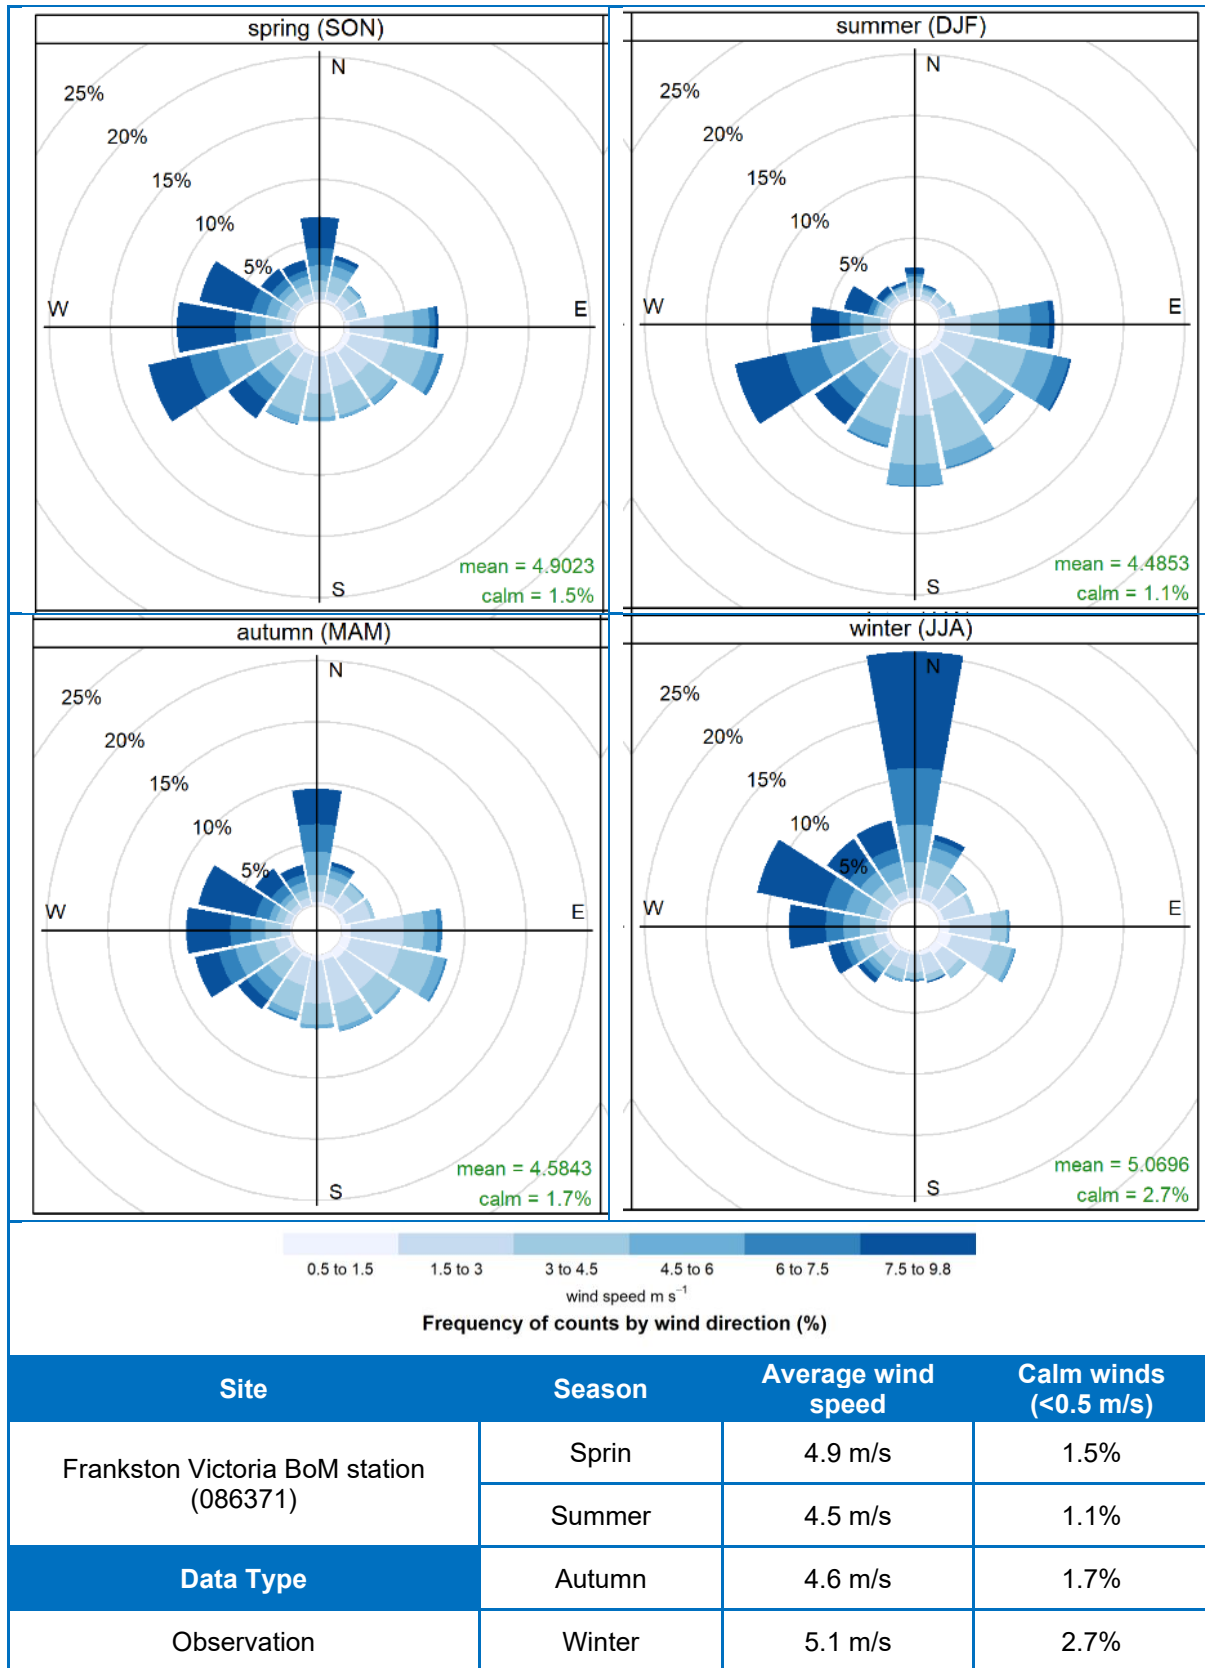 spring (SON)
N
25%
20%
15%
10%
5%
W
E
S
mean = 4.9023
calm = 1.5%
summer (DJF)
N
25%
20%
15%
10%
5%
W
E
S
mean = 4.4853
calm = 1.1%
autumn (MAM)
N
25%
20%
15%
10%
5%
W
E
S
mean = 4.5843
calm = 1.7%
winter (JJA)
N
25%
20%
15%
10%
5%
W
E
S
mean = 5.0696
calm = 2.7%
0.5 to 1.5 1.5 to 3 3 to 4.5 4.5 to 6 6 to 7.5 7.5 to 9.8
wind speed m s⁻¹
Frequency of counts by wind direction (%)
Site Season Average wind speed Calm winds (<0.5 m/s)
Frankston Victoria BoM station
(086371)
Sprin 4.9 m/s 1.5%
Summer 4.5 m/s 1.1%
Data Type Autumn 4.6 m/s 1.7%
Observation Winter 5.1 m/s 2.7%